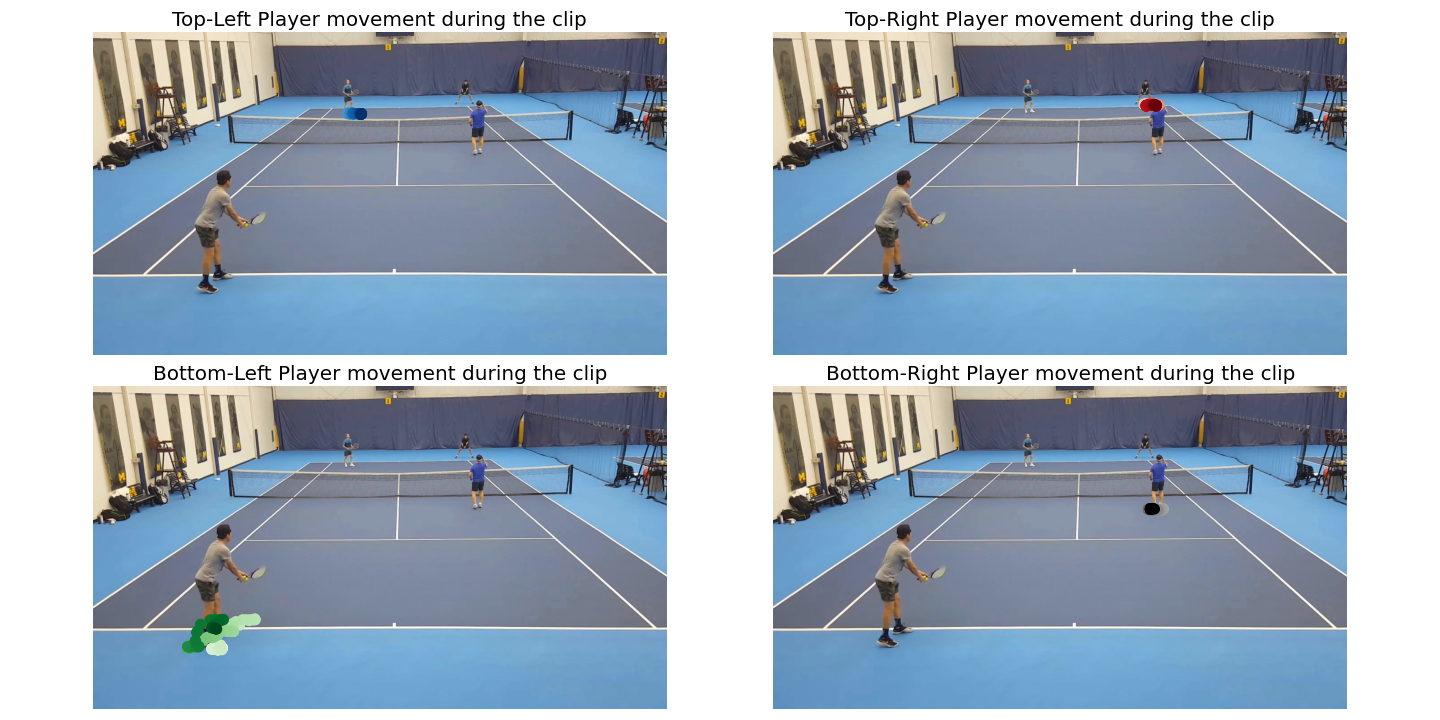 Top-Left Player movement during the clip
Top-Right Player movement during the clip
Bottom-Left Player movement during the clip
Bottom-Right Player movement during the clip